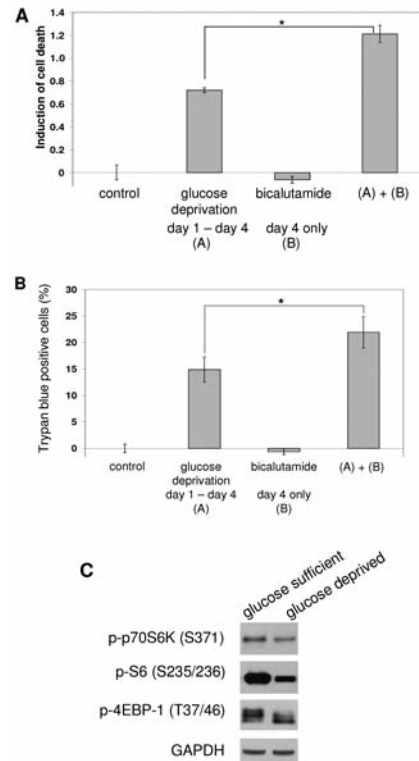 A
Induction of cell death
1.4
1.2
1.0
0.8
0.6
0.4
0.2
0
*
control
glucose
deprivation
day 1 – day 4
(A)
bicalutamide
day 4 only
(B)
(A) + (B)
B
Trypan blue positive cells (%)
30
25
20
15
10
5
0
*
control
glucose
deprivation
day 1 – day 4
(A)
bicalutamide
day 4 only
(B)
(A) + (B)
C
glucose sufficient
glucose deprived
p-p70S6K (S371)
p-S6 (S235/236)
p-4EBP-1 (T37/46)
GAPDH